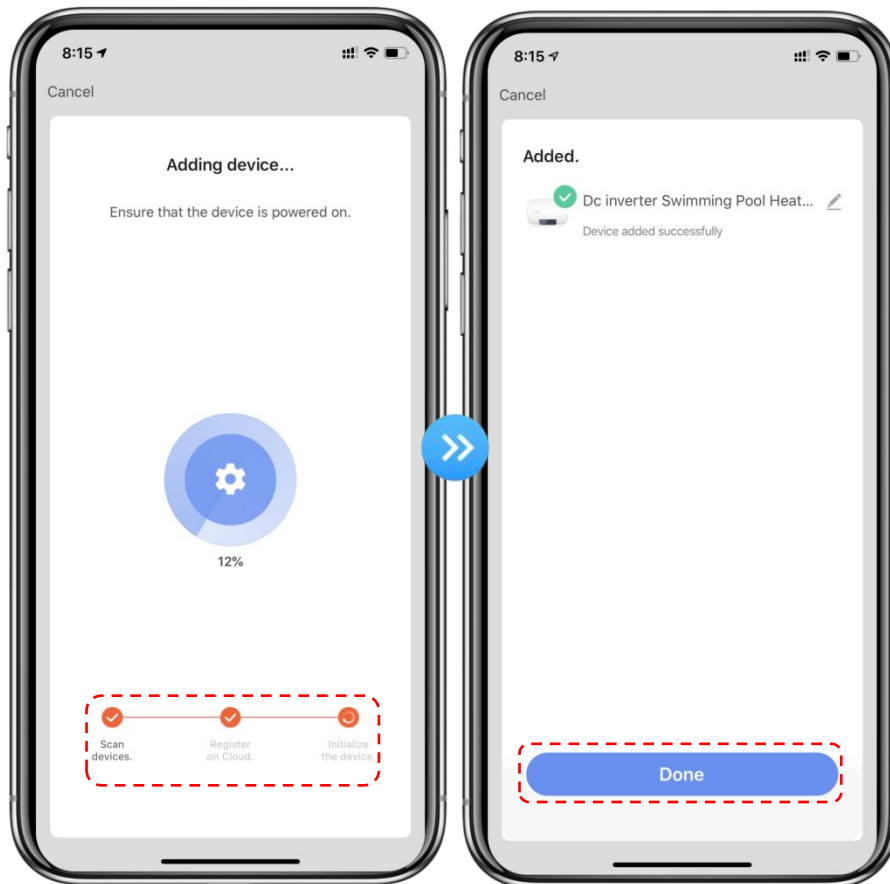 8:15
Cancel
Adding device...
Ensure that the device is powered on.
12%
Scan
devices.
Register
on Cloud.
Initialize
the device.
8:15
Cancel
Added.
Dc inverter Swimming Pool Heat...
Device added successfully
Done